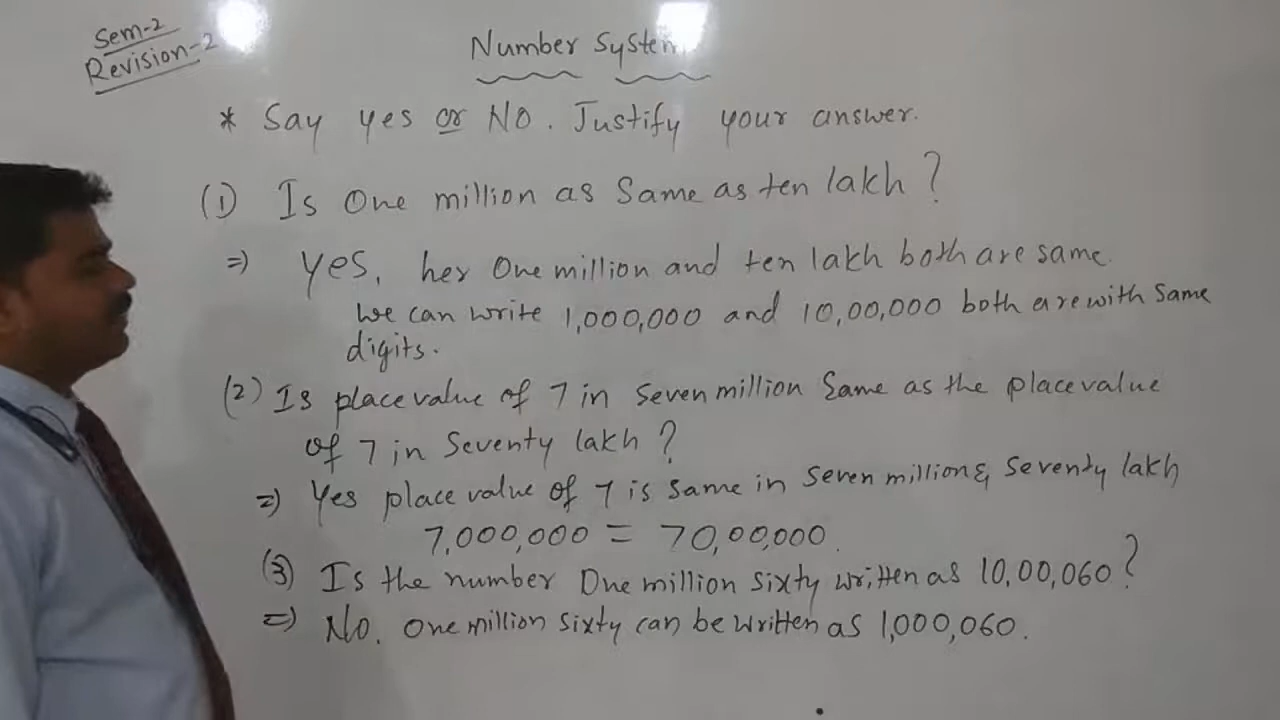 Sem-2
Revision-2
Number System
* Say yes or No. Justify your answer.
(1) Is One million as Same as ten lakh?
=) Yes, her One million and ten lakh both are same.
We can write 1,000,000 and 10,00,000 both are with Same
digits.
(2) Is place value of 7 in Seven million Same as the place value
of 7 in Seventy lakh?
=) Yes place value of 7 is same in seven million & seventy lakh
7,000,000 = 70,00,000.
(3) Is the number One million sixty written as 10,00,060?
=) No. One million sixty can be written as 1,000,060.